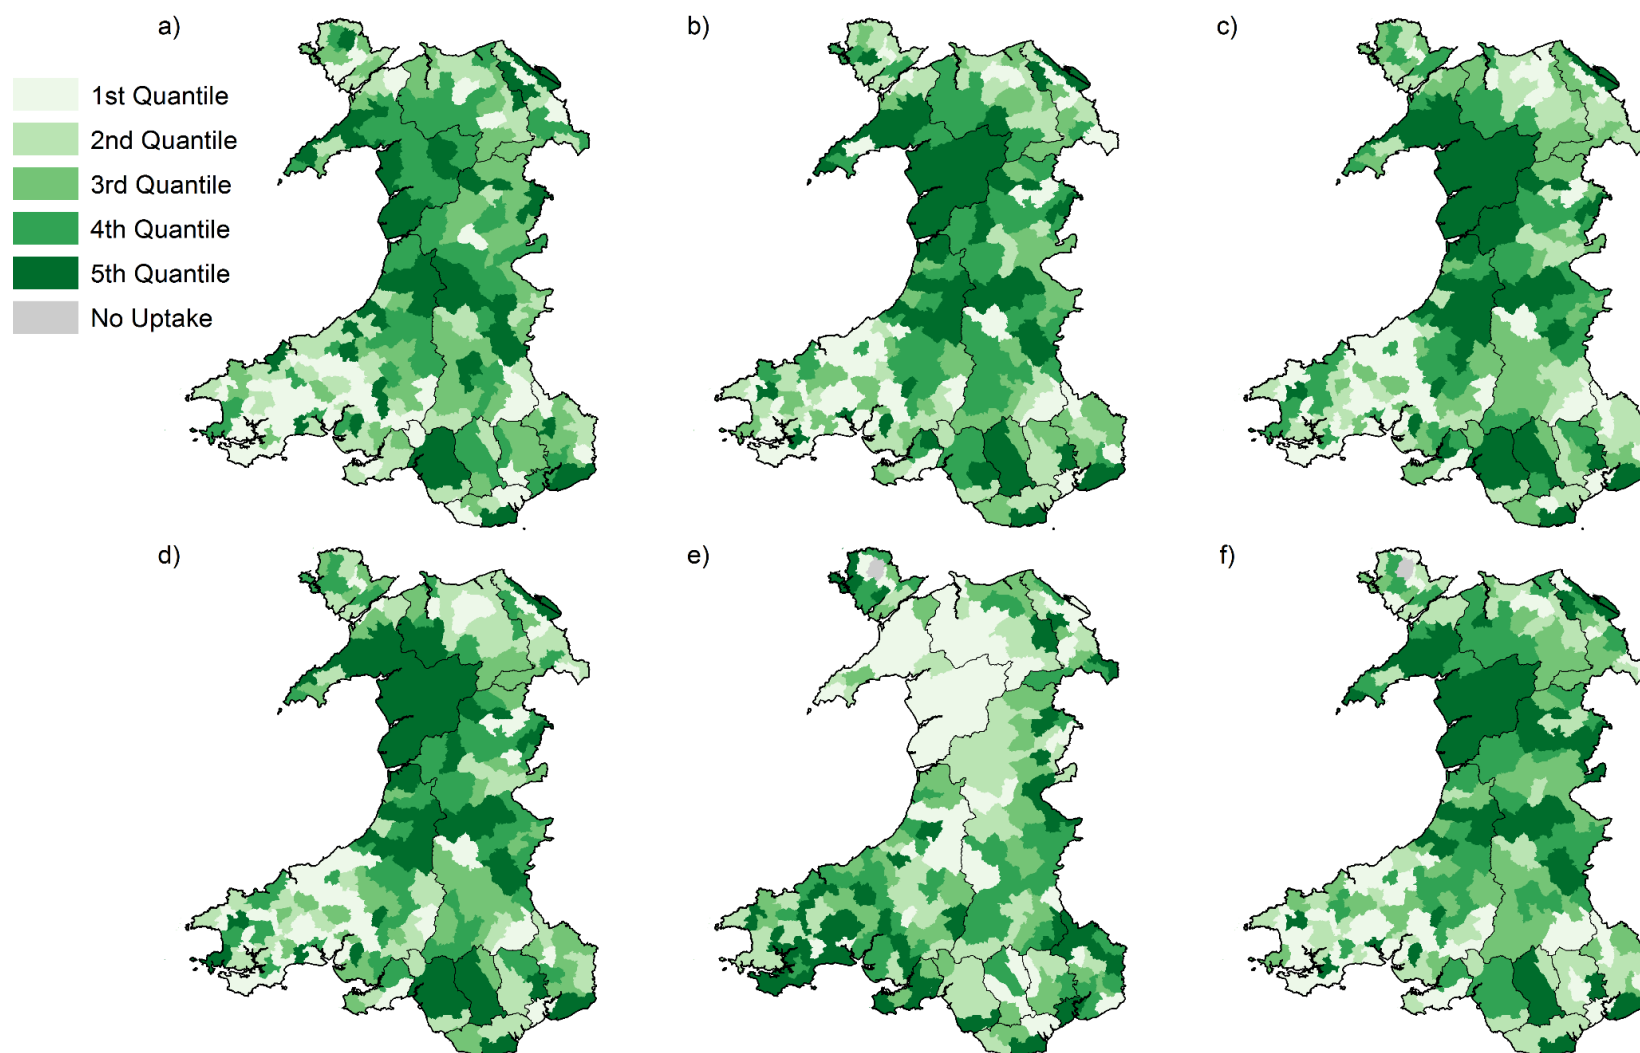 a)
b)
c)
1st Quantile
2nd Quantile
3rd Quantile
4th Quantile
5th Quantile
No Uptake
d)
e)
f)